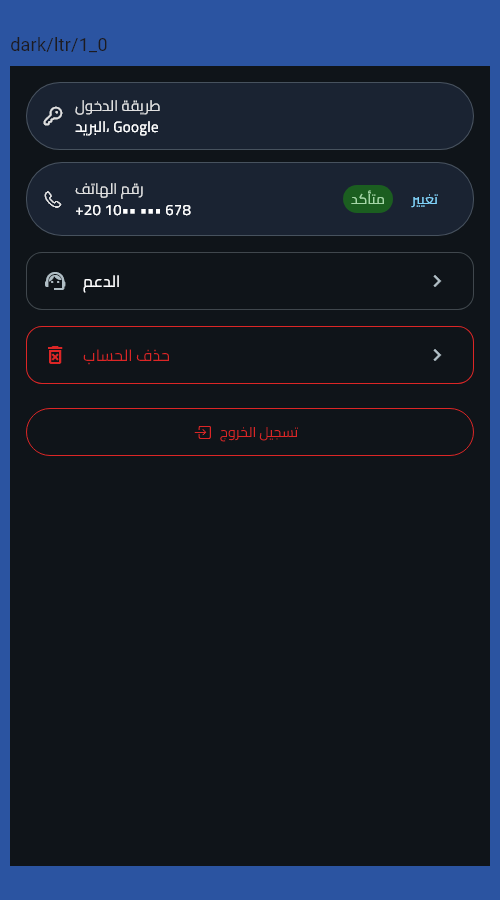 dark/ltr/1_0
طريقة الدخول
البريد، Google
رقم الهاتف
+20 10•• ••• 678
متأكد
تغيير
الدعم
حذف الحساب
تسجيل الخروج